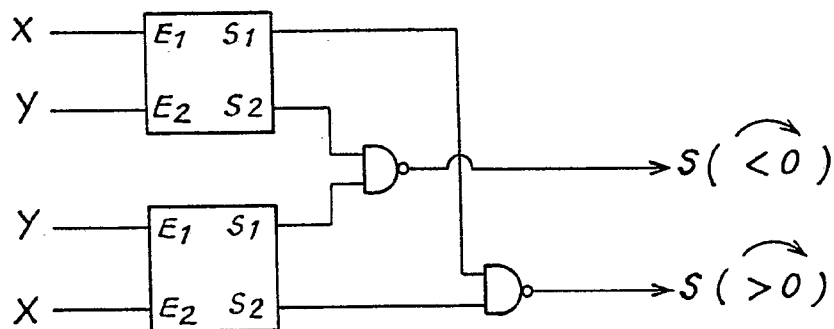 X E1 S1
Y E2 S2
S ( < 0 )
Y E1 S1
S ( > 0 )
X E2 S2